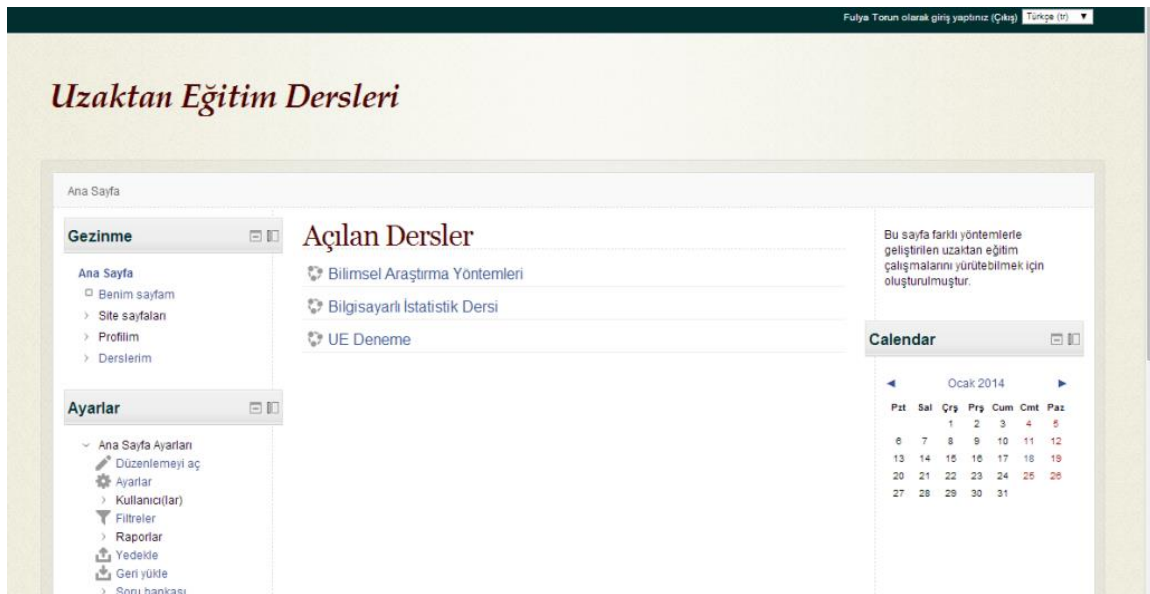 Fulya Torun olarak giriş yaptınız (Çıkış) Türkçe (tr)
Uzaktan Eğitim Dersleri
Ana Sayfa
Gezinme
Ana Sayfa
Benim sayfam
Site sayfaları
Profilim
Derslerim
Ayarlar
Ana Sayfa Ayarları
Düzenlemeyi aç
Ayarlar
Kullanıcı(lar)
Filtreler
Raporlar
Yedekle
Geri yükle
Soru bankası
Açılan Dersler
Bilimsel Araştırma Yöntemleri
Bilgisayarlı İstatistik Dersi
UE Deneme
Bu sayfa farklı yöntemlerle
geliştirilen uzaktan eğitim
çalışmalarını yürütebilmek için
oluşturulmuştur.
Calendar
Ocak 2014
Pzt Sal Çrş Prş Cum Cmt Paz
1 2 3 4 5
6 7 8 9 10 11 12
13 14 15 16 17 18 19
20 21 22 23 24 25 26
27 28 29 30 31